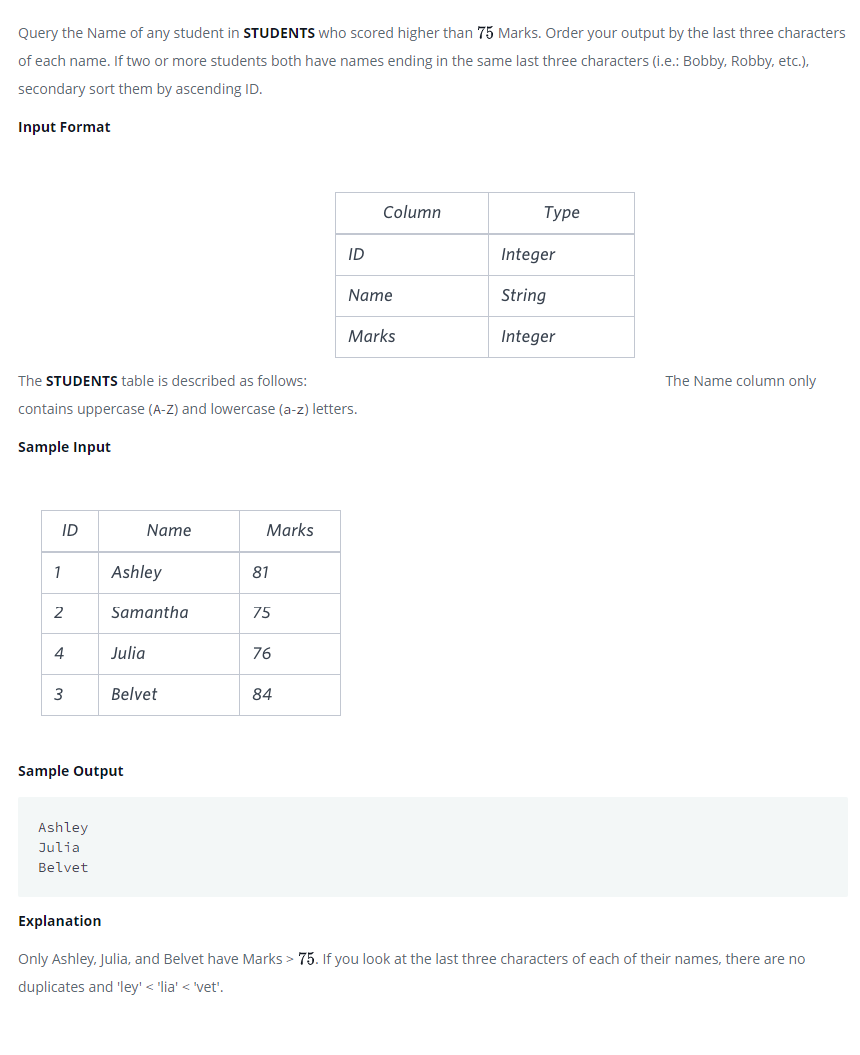 Query the Name of any student in STUDENTS who scored higher than 75 Marks. Order your output by the last three characters
of each name. If two or more students both have names ending in the same last three characters (i.e.: Bobby, Robby, etc.),
secondary sort them by ascending ID.
Input Format
Column Type
ID Integer
Name String
Marks Integer
The STUDENTS table is described as follows: The Name column only
contains uppercase (A-Z) and lowercase (a-z) letters.
Sample Input
ID Name Marks
1 Ashley 81
2 Samantha 75
4 Julia 76
3 Belvet 84
Sample Output
Ashley
Julia
Belvet
Explanation
Only Ashley, Julia, and Belvet have Marks > 75. If you look at the last three characters of each of their names, there are no
duplicates and 'ley' < 'lia' < 'vet'.